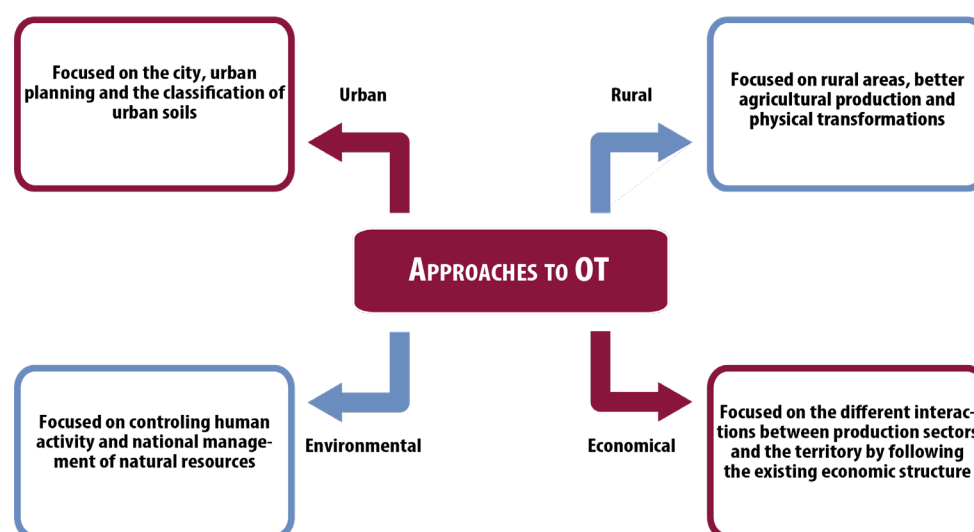 Focused on the city, urban
planning and the classification of
urban soils
Urban
Rural
Focused on rural areas, better
agricultural production and
physical transformations
APPROACHES TO OT
Focused on controling human
activity and national manage-
ment of natural resources
Environmental
Economical
Focused on the different interac-
tions between production sectors
and the territory by following
the existing economic structure